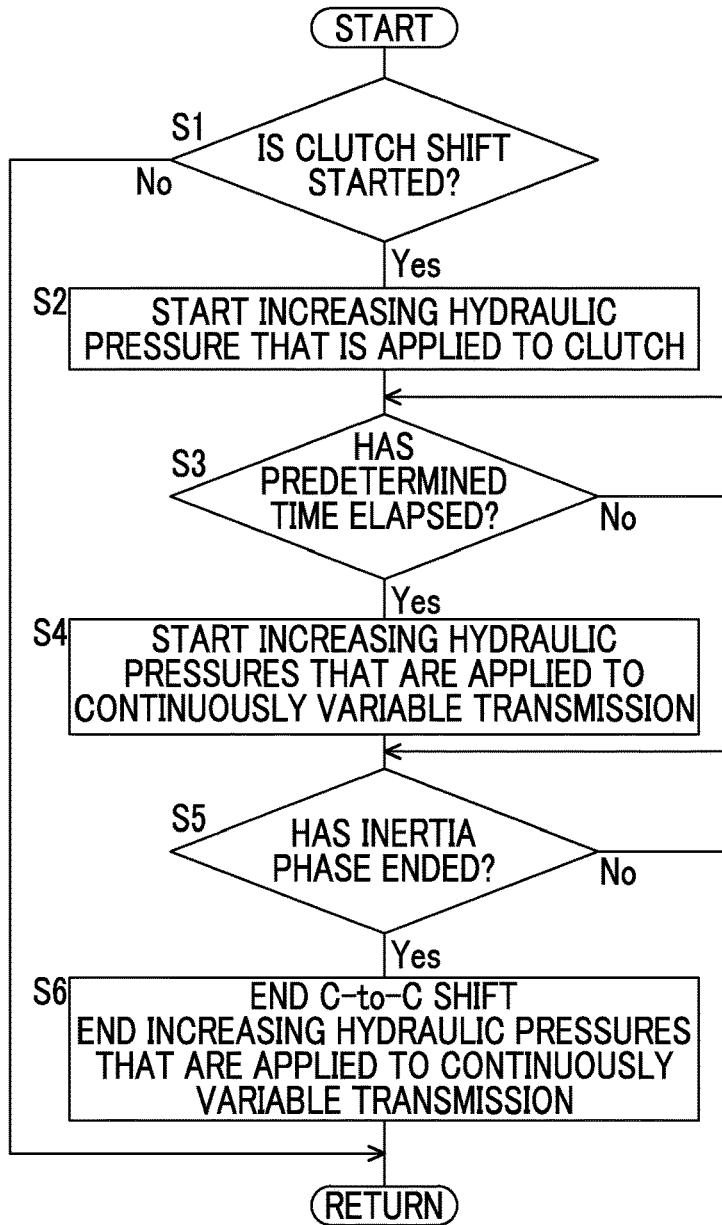 START
S1
IS CLUTCH SHIFT
STARTED?
No
Yes
S2
START INCREASING HYDRAULIC
PRESSURE THAT IS APPLIED TO CLUTCH
S3
HAS
PREDETERMINED
TIME ELAPSED?
No
Yes
S4
START INCREASING HYDRAULIC
PRESSURES THAT ARE APPLIED TO
CONTINUOUSLY VARIABLE TRANSMISSION
S5
HAS INERTIA
PHASE ENDED?
No
Yes
S6
END C-to-C SHIFT
END INCREASING HYDRAULIC PRESSURES
THAT ARE APPLIED TO CONTINUOUSLY
VARIABLE TRANSMISSION
RETURN